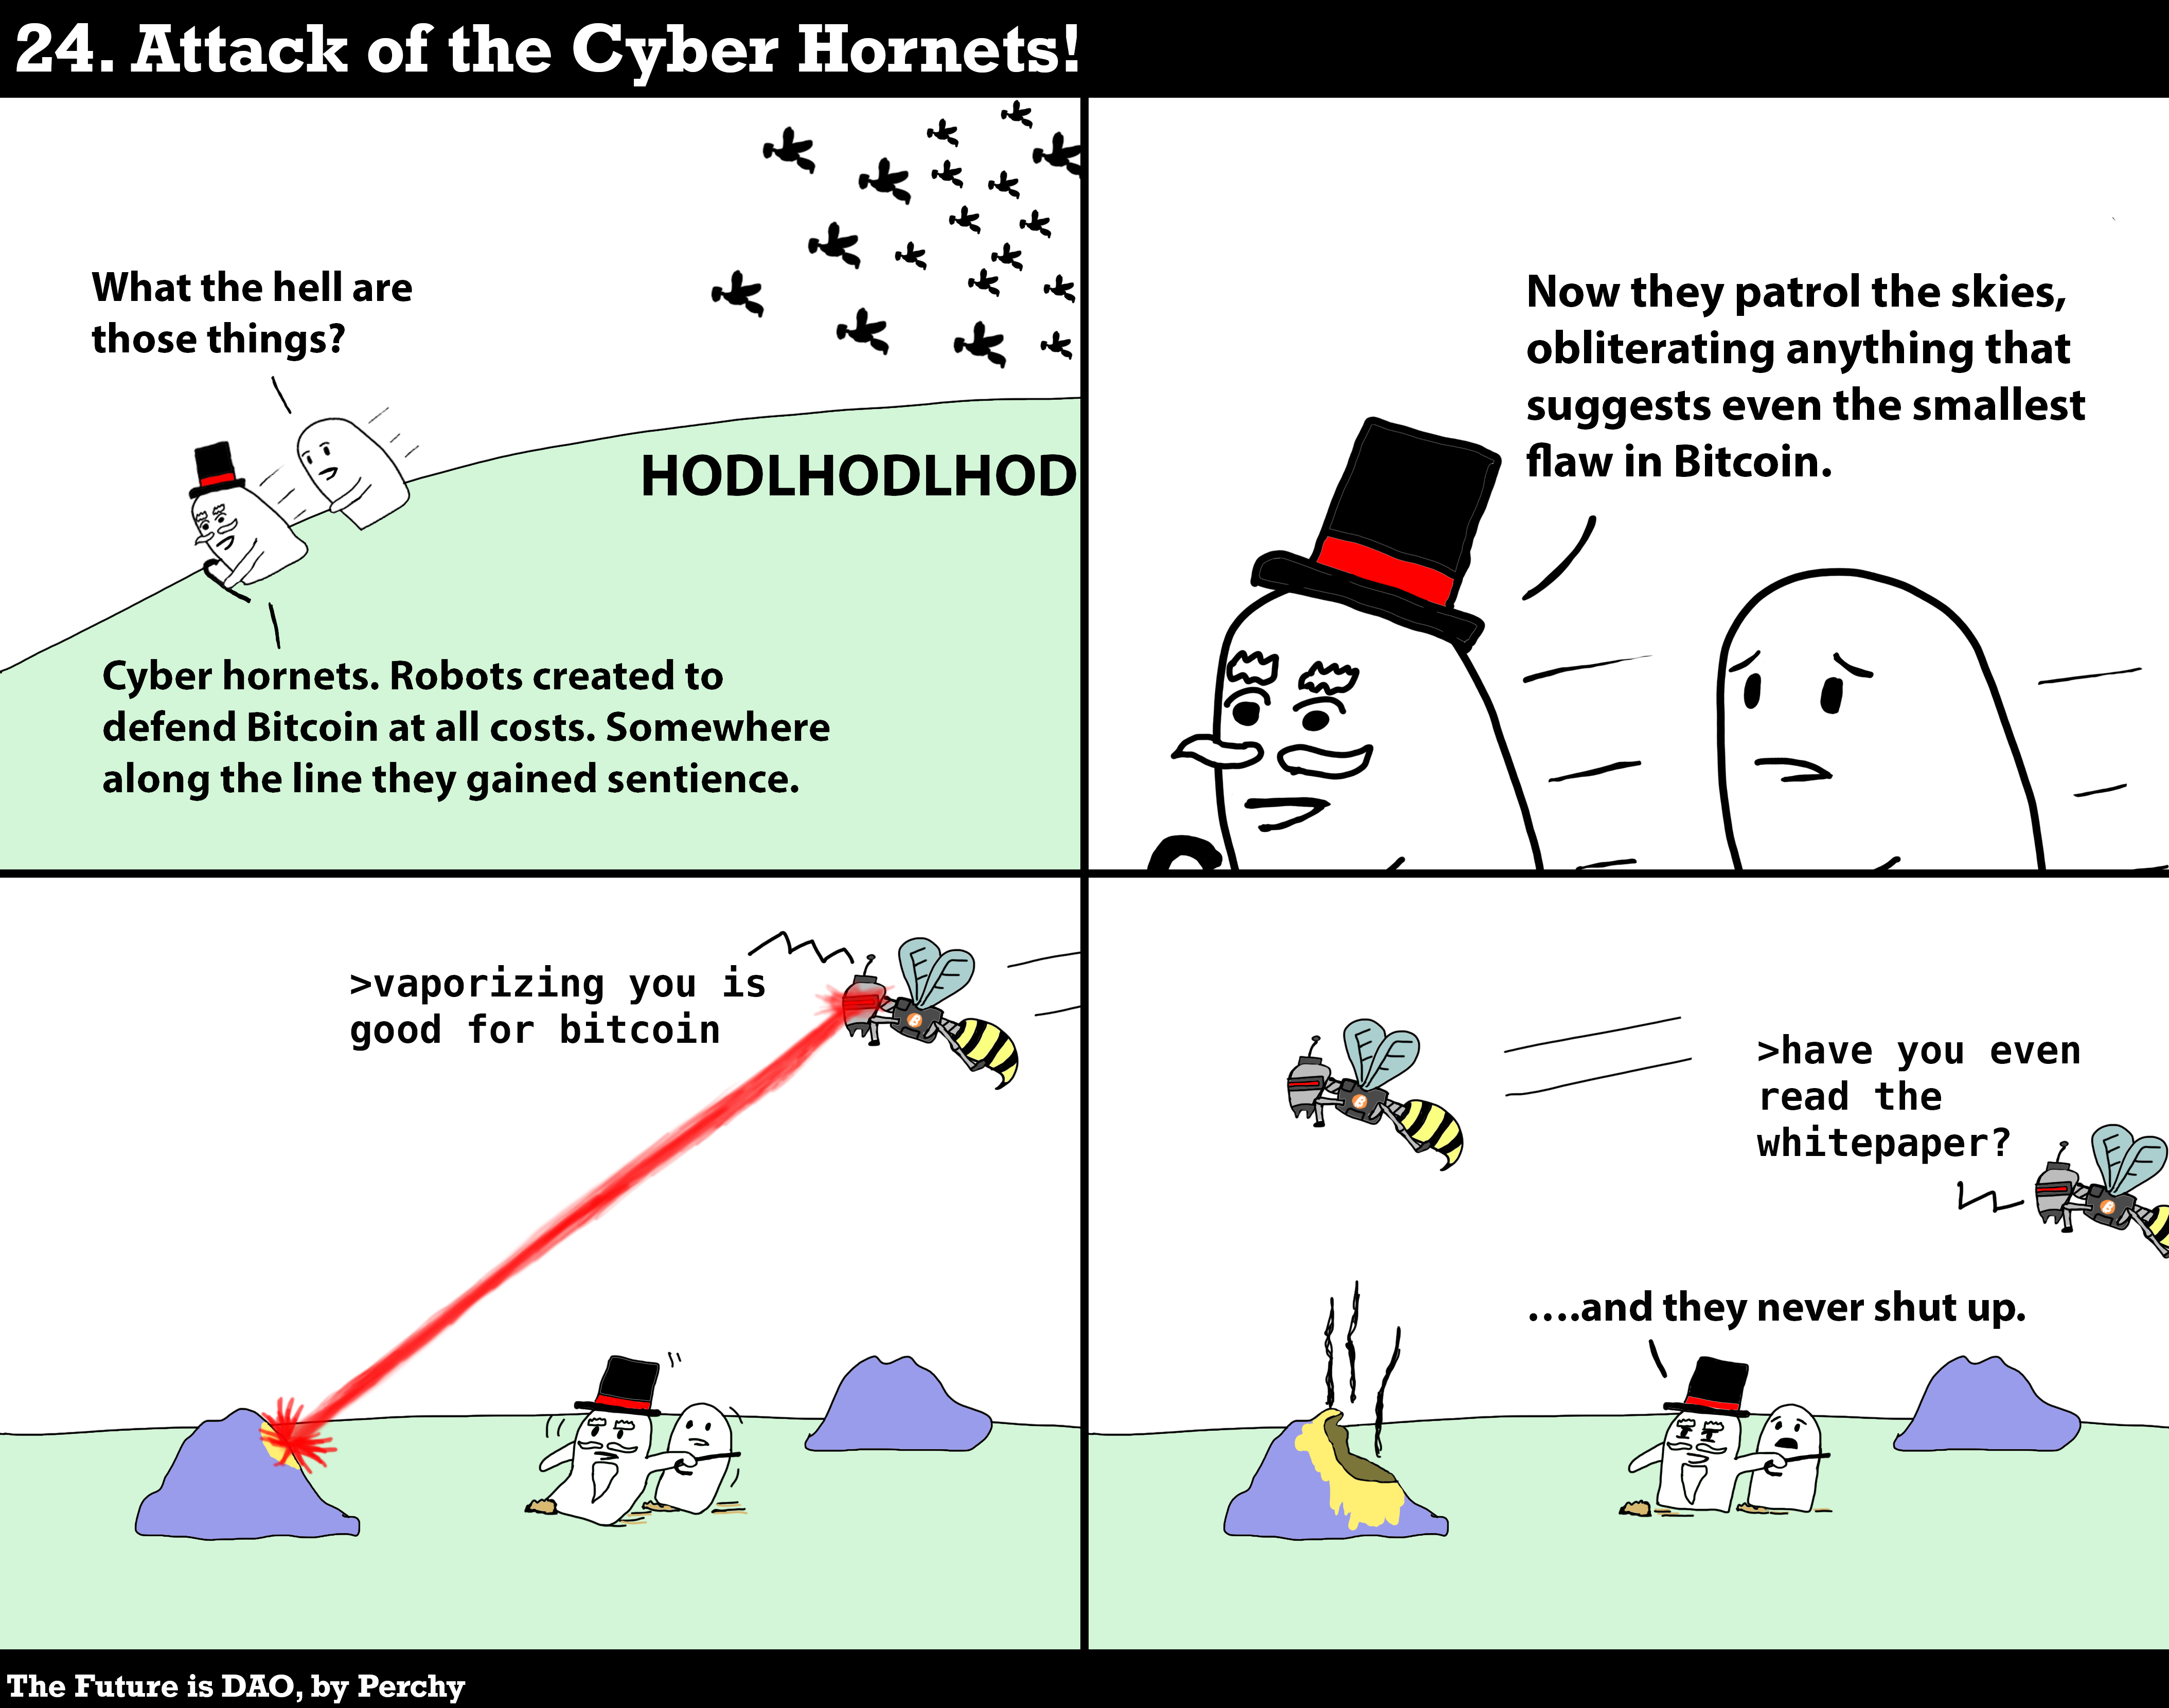 24. Attack of the Cyber Hornets!
What the hell are
those things?
HODLHODLHOD
Cyber hornets. Robots created to
defend Bitcoin at all costs. Somewhere
along the line they gained sentience.
Now they patrol the skies,
obliterating anything that
suggests even the smallest
flaw in Bitcoin.
>vaporizing you is
good for bitcoin
>have you even
read the
whitepaper?
….and they never shut up.
The Future is DAO, by Perchy